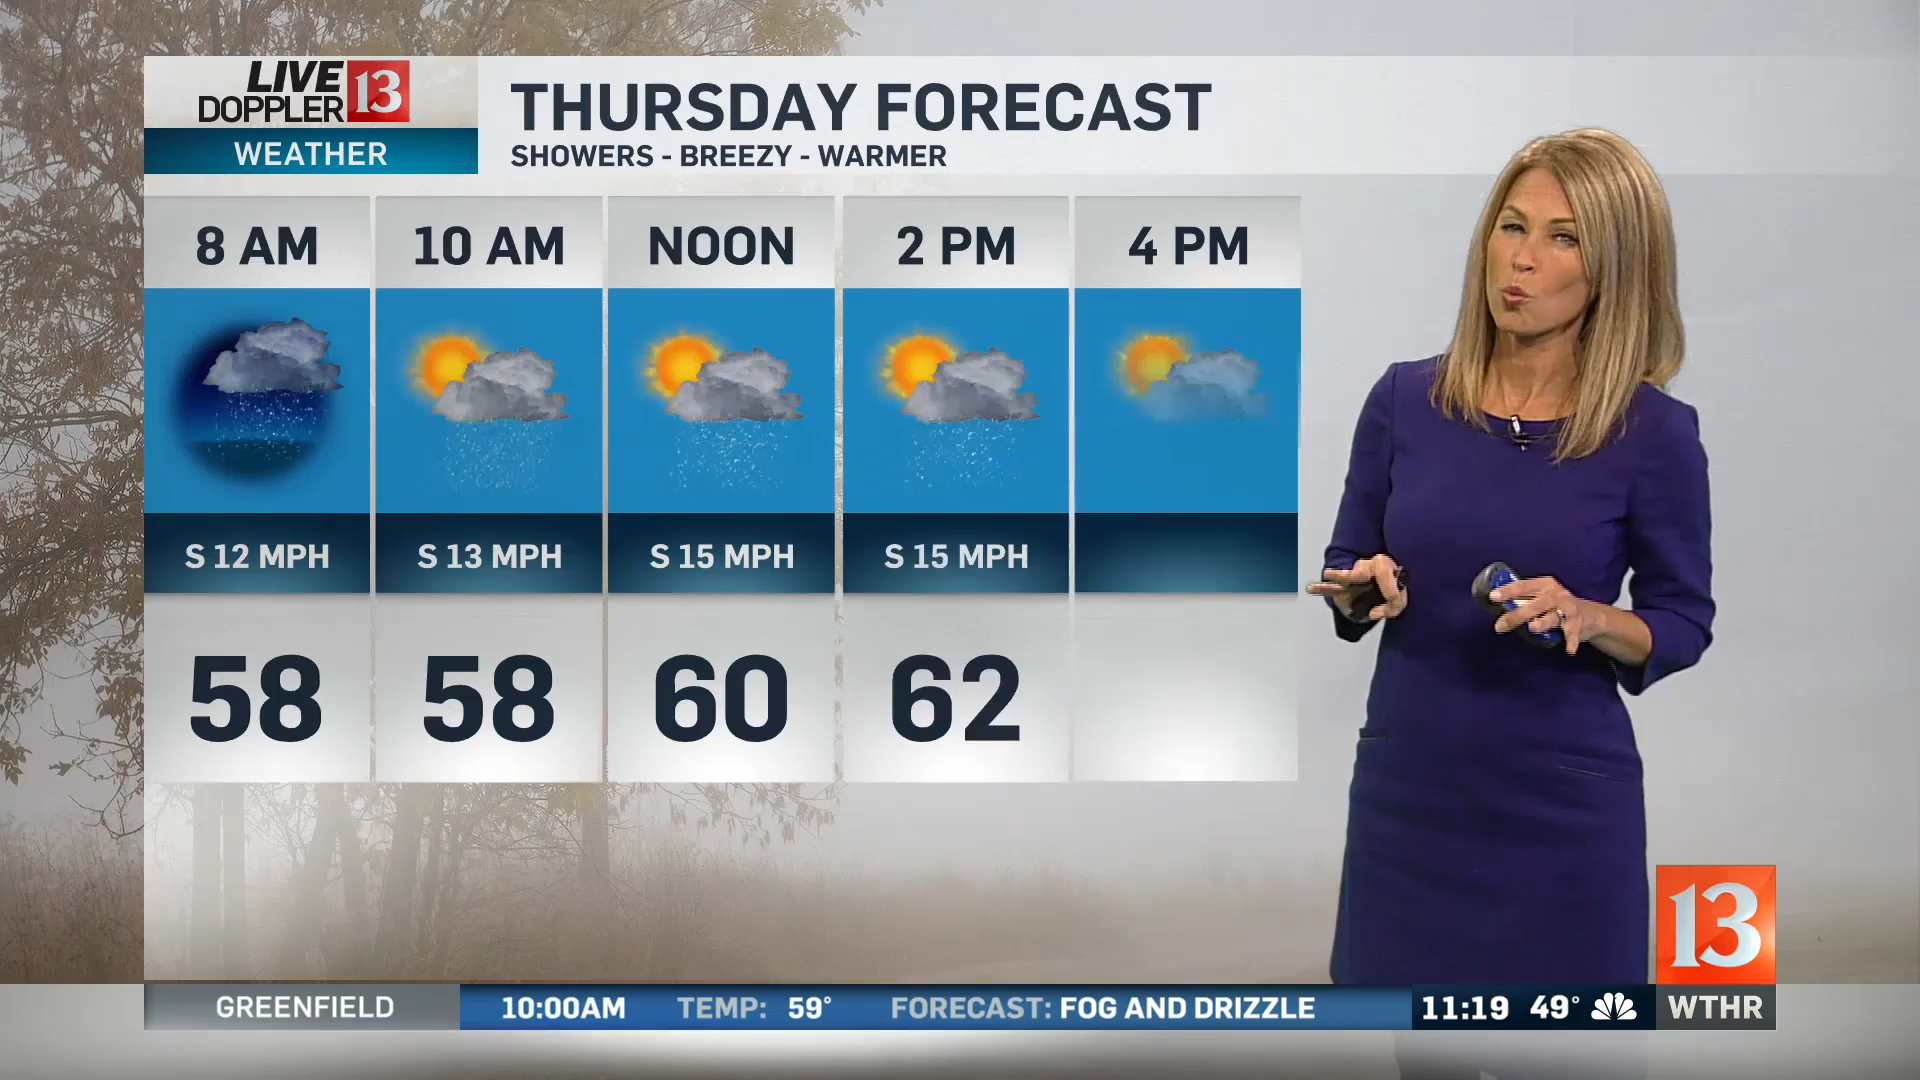 LIVE
DOPPLER 13
WEATHER
THURSDAY FORECAST
SHOWERS - BREEZY - WARMER
8 AM 10 AM NOON 2 PM 4 PM
S 12 MPH S 13 MPH S 15 MPH S 15 MPH
58 58 60 62
13
GREENFIELD 10:00AM TEMP: 59° FORECAST: FOG AND DRIZZLE 11:19 49° WTHR